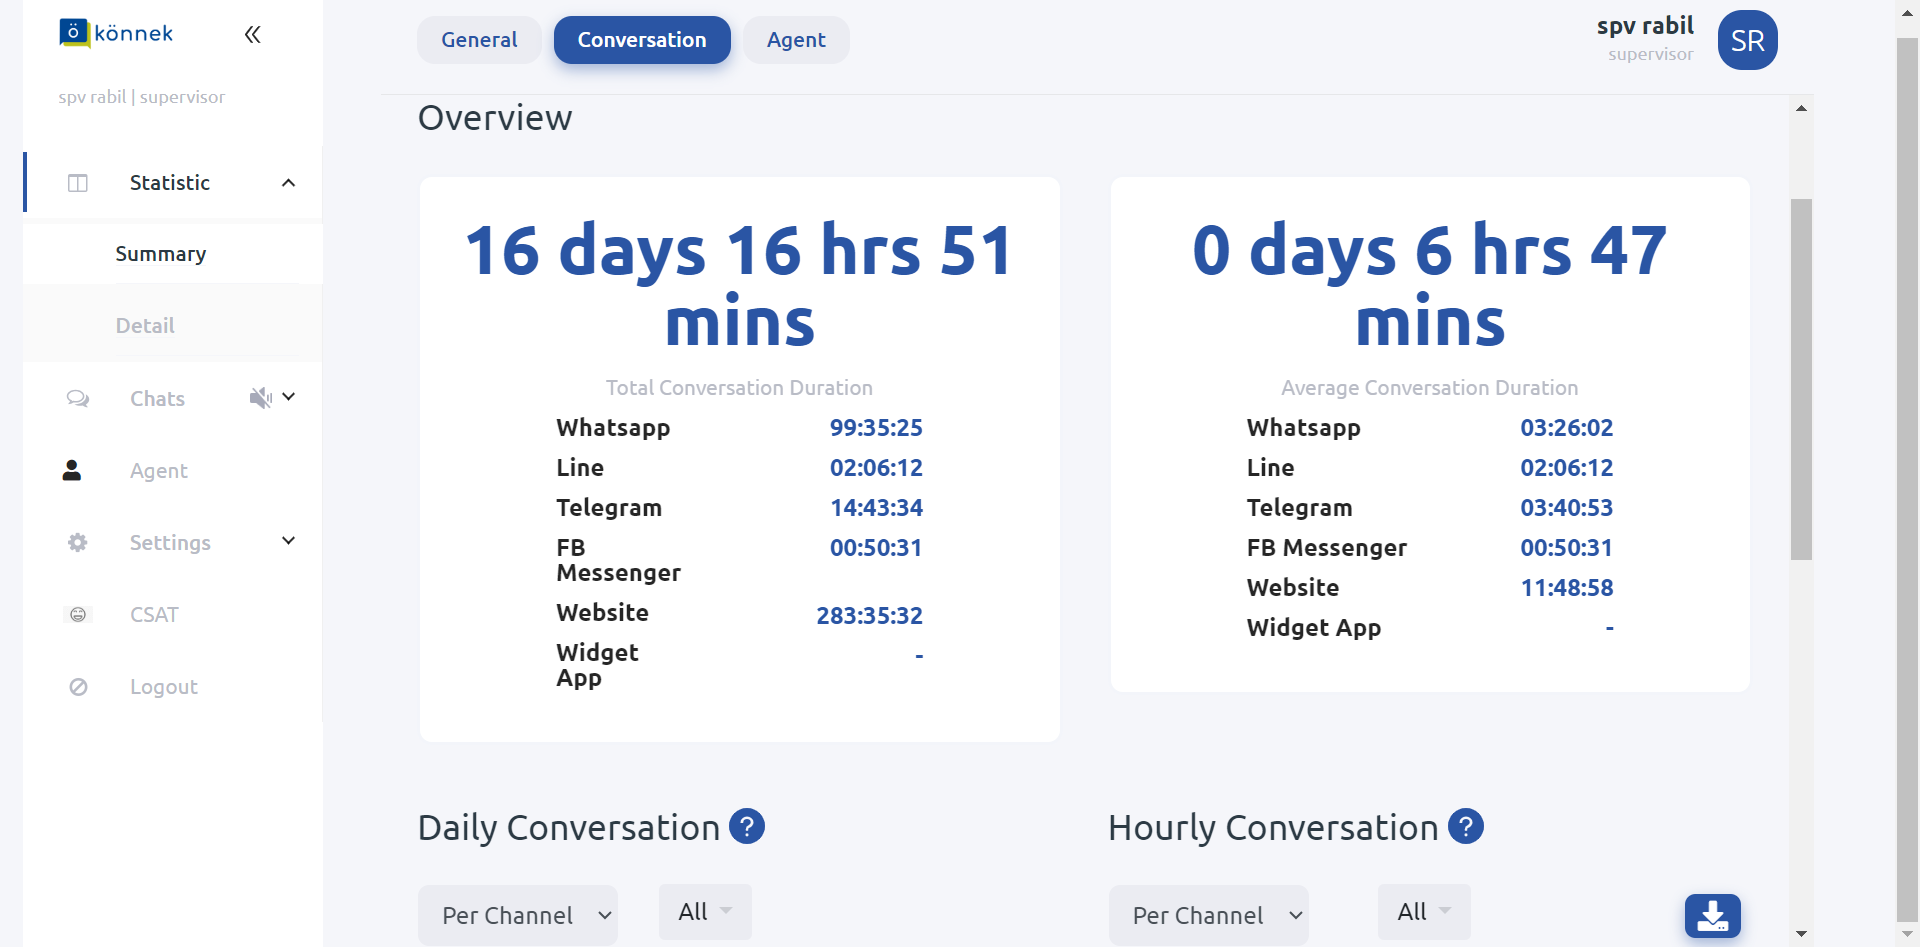 könnek
spv rabil | supervisor
Statistic
Summary
Detail
Chats
Agent
Settings
CSAT
Logout
General
Conversation
Agent
spv rabil
supervisor
SR
Overview
16 days 16 hrs 51
mins
Total Conversation Duration
Whatsapp 99:35:25
Line 02:06:12
Telegram 14:43:34
FB 00:50:31
Messenger
Website 283:35:32
Widget -
App
0 days 6 hrs 47
mins
Average Conversation Duration
Whatsapp 03:26:02
Line 02:06:12
Telegram 03:40:53
FB Messenger 00:50:31
Website 11:48:58
Widget App -
Daily Conversation ?
Per Channel
All
Hourly Conversation ?
Per Channel
All